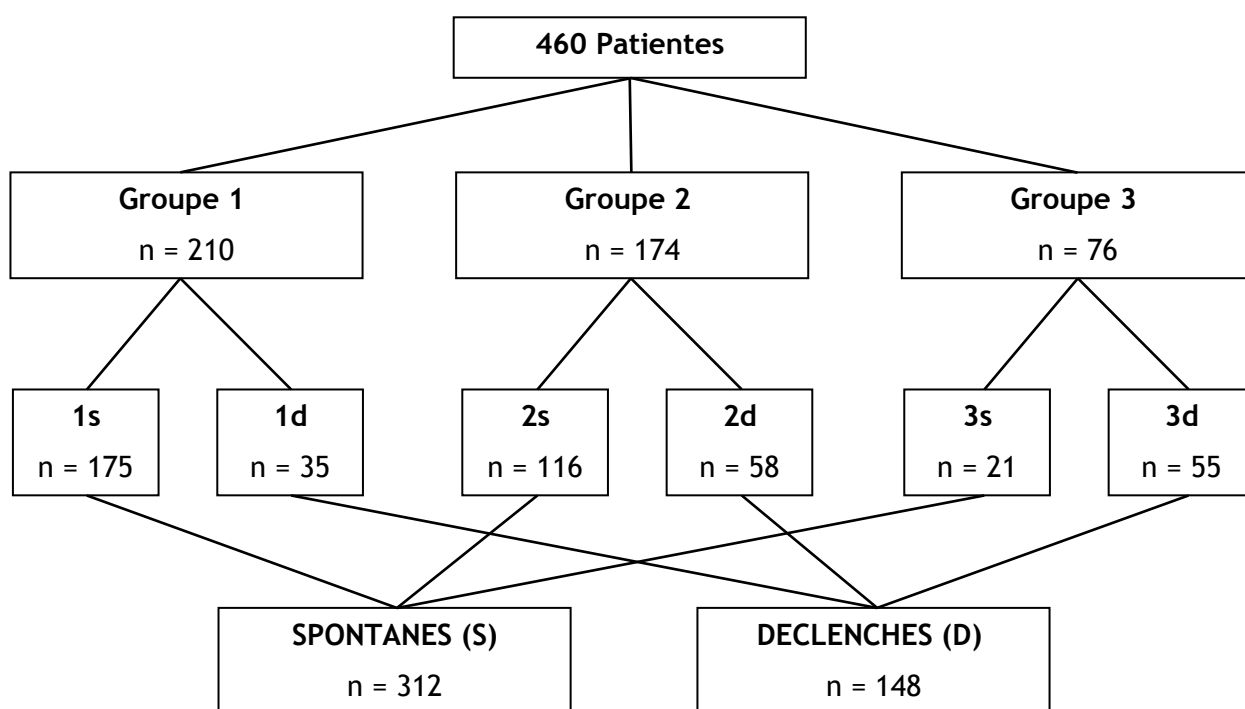 460 Patientes
Groupe 1
n = 210
Groupe 2
n = 174
Groupe 3
n = 76
1s
n = 175
1d
n = 35
2s
n = 116
2d
n = 58
3s
n = 21
3d
n = 55
SPONTANES (S)
n = 312
DECLENCHES (D)
n = 148